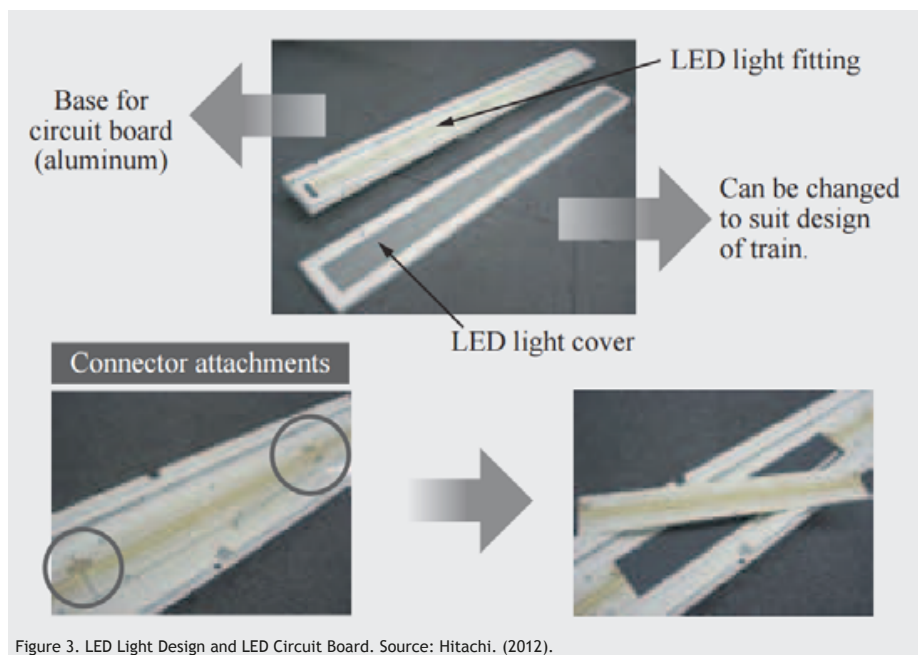 LED light fitting
Base for
circuit board
(aluminum)
Can be changed
to suit design
of train.
LED light cover
Connector attachments
Figure 3. LED Light Design and LED Circuit Board. Source: Hitachi. (2012).